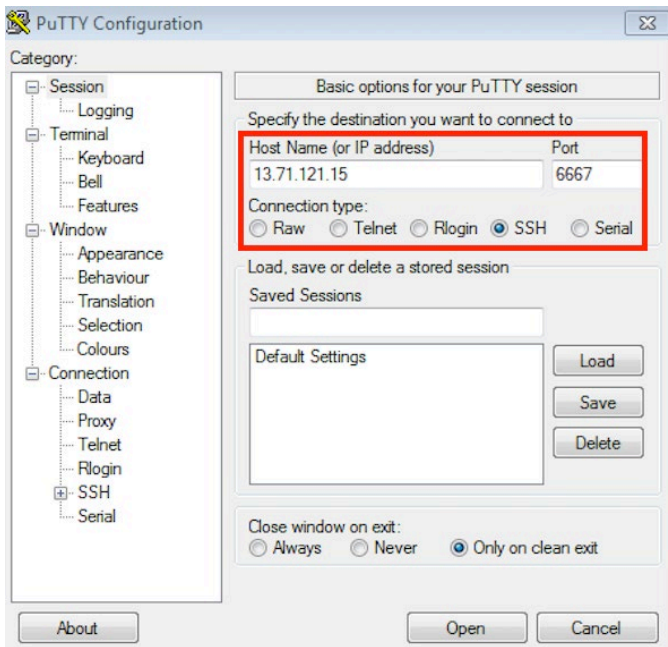 PuTTY Configuration
Category:
Session
Logging
Terminal
Keyboard
Bell
Features
Window
Appearance
Behaviour
Translation
Selection
Colours
Connection
Data
Proxy
Telnet
Rlogin
SSH
Serial
Basic options for your PuTTY session
Specify the destination you want to connect to
Host Name (or IP address) Port
13.71.121.15 6667
Connection type:
Raw Telnet Rlogin SSH Serial
Load, save or delete a stored session
Saved Sessions
Default Settings
Load
Save
Delete
Close window on exit:
Always Never Only on clean exit
About Open Cancel